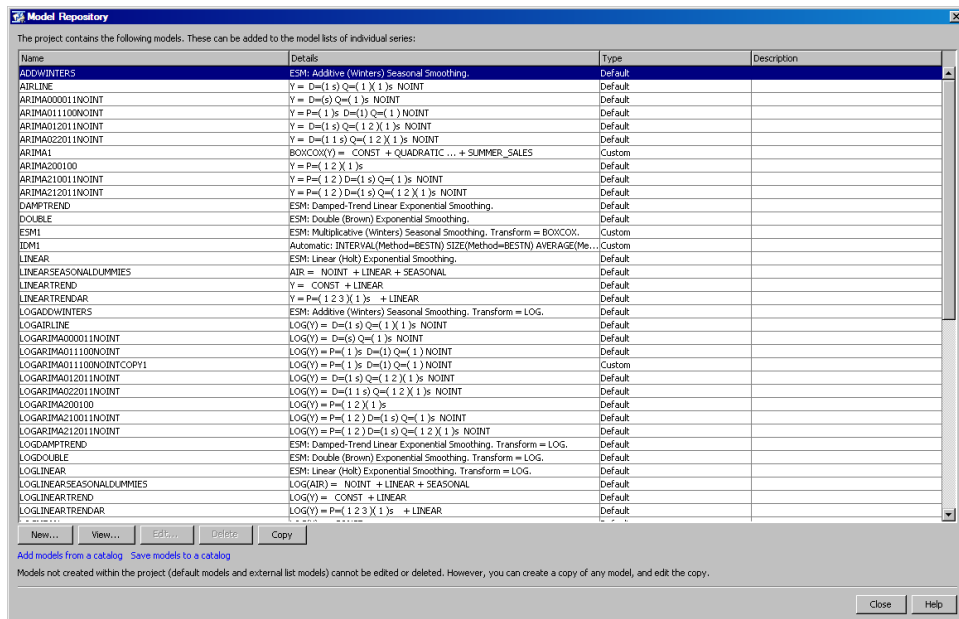 Model Repository
The project contains the following models. These can be added to the model lists of individual series:
Name Details Type Description
ADDWINTERS ESM: Additive (Winters) Seasonal Smoothing. Default
AIRLINE Y = D=(1 s) Q=( 1 )( 1 )s NOINT Default
ARIMA000011NOINT Y = D=(s) Q=( 1 )s NOINT Default
ARIMA011100NOINT Y = P=( 1 )s D=(1) Q=( 1 ) NOINT Default
ARIMA012011NOINT Y = D=(1 s) Q=( 1 2 )( 1 )s NOINT Default
ARIMA022011NOINT Y = D=(1 1 s) Q=( 1 2 )( 1 )s NOINT Default
ARIMA1 BOXCOX(Y) = CONST + QUADRATIC ... + SUMMER_SALES Custom
ARIMA200100 Y = P=( 1 2 )( 1 )s Default
ARIMA210011NOINT Y = P=( 1 2 ) D=(1 s) Q=( 1 )s NOINT Default
ARIMA212011NOINT Y = P=( 1 2 ) D=(1 s) Q=( 1 2 )( 1 )s NOINT Default
DAMPTREND ESM: Damped-Trend Linear Exponential Smoothing. Default
DOUBLE ESM: Double (Brown) Exponential Smoothing. Default
ESM1 ESM: Multiplicative (Winters) Seasonal Smoothing. Transform = BOXCOX. Custom
IDM1 Automatic: INTERVAL(Method=BESTN) SIZE(Method=BESTN) AVERAGE(Me... Custom
LINEAR ESM: Linear (Holt) Exponential Smoothing. Default
LINEARSEASONALDUMMIES AIR = NOINT + LINEAR + SEASONAL Default
LINEARTREND Y = CONST + LINEAR Default
LINEARTRENDAR Y = P=( 1 2 3 )( 1 )s + LINEAR Default
LOGADDWINTERS ESM: Additive (Winters) Seasonal Smoothing. Transform = LOG. Default
LOGAIRLINE LOG(Y) = D=(1 s) Q=( 1 )( 1 )s NOINT Default
LOGARIMA000011NOINT LOG(Y) = D=(s) Q=( 1 )s NOINT Default
LOGARIMA011100NOINT LOG(Y) = P=( 1 )s D=(1) Q=( 1 ) NOINT Default
LOGARIMA011100NOINTCOPY1 LOG(Y) = P=( 1 )s D=(1) Q=( 1 ) NOINT Custom
LOGARIMA012011NOINT LOG(Y) = D=(1 s) Q=( 1 2 )( 1 )s NOINT Default
LOGARIMA022011NOINT LOG(Y) = D=(1 1 s) Q=( 1 2 )( 1 )s NOINT Default
LOGARIMA200100 LOG(Y) = P=( 1 2 )( 1 )s Default
LOGARIMA210011NOINT LOG(Y) = P=( 1 2 ) D=(1 s) Q=( 1 )s NOINT Default
LOGARIMA212011NOINT LOG(Y) = P=( 1 2 ) D=(1 s) Q=( 1 2 )( 1 )s NOINT Default
LOGDAMPTREND ESM: Damped-Trend Linear Exponential Smoothing. Transform = LOG. Default
LOGDOUBLE ESM: Double (Brown) Exponential Smoothing. Transform = LOG. Default
LOGLINEAR ESM: Linear (Holt) Exponential Smoothing. Transform = LOG. Default
LOGLINEARSEASONALDUMMIES LOG(AIR) = NOINT + LINEAR + SEASONAL Default
LOGLINEARTREND LOG(Y) = CONST + LINEAR Default
LOGLINEARTRENDAR LOG(Y) = P=( 1 2 3 )( 1 )s + LINEAR Default
New... View... Edit... Delete Copy
Add models from a catalog Save models to a catalog
Models not created within the project (default models and external list models) cannot be edited or deleted. However, you can create a copy of any model, and edit the copy.
Close Help